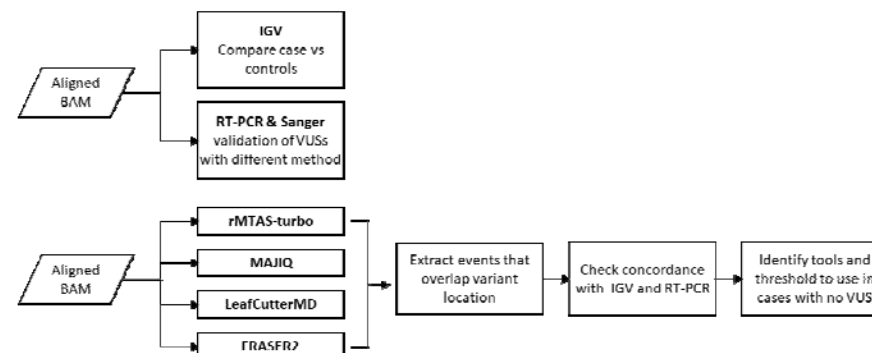 IGV
Compare case vs
controls
Aligned
BAM
RT-PCR & Sanger
validation of VUSs
with different method
rMTAS-turbo
MAJIQ
Aligned
BAM
LeafCutterMD
FRASER2
Extract events that
overlap variant
location
Check concordance
with IGV and RT-PCR
Identify tools and
threshold to use in
cases with no VUS